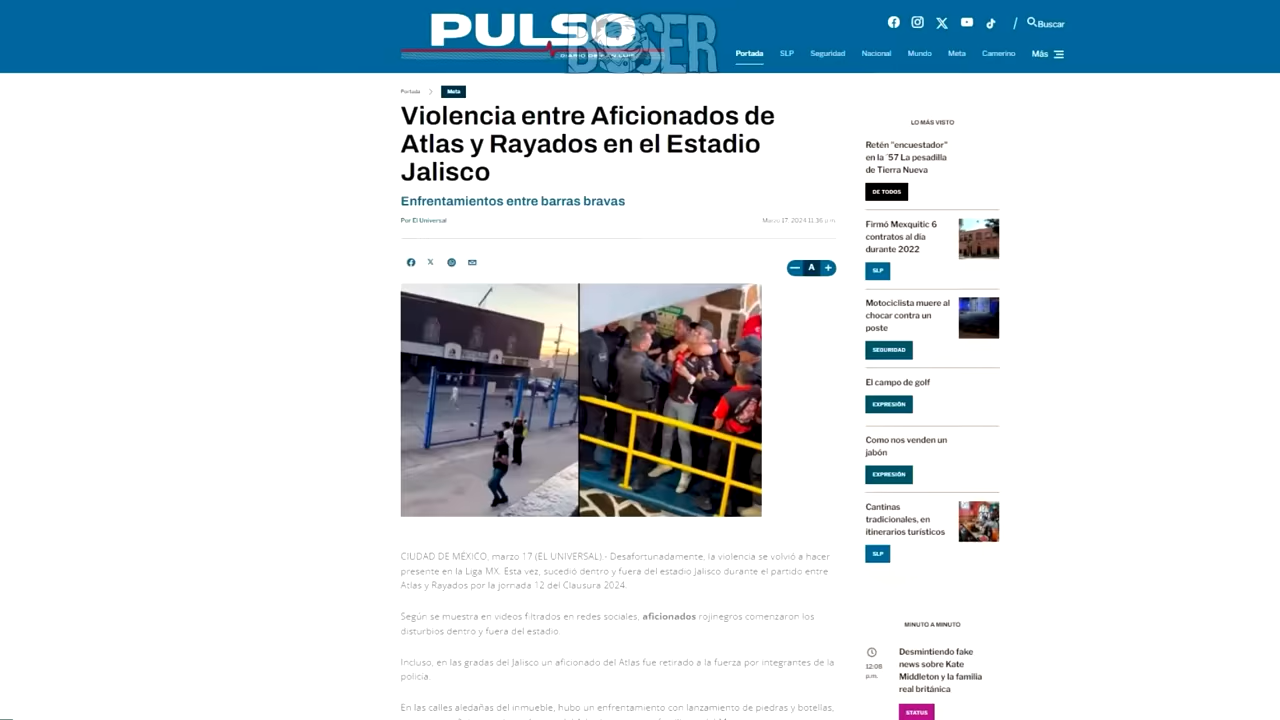 PULSO
DOSER
Buscar
Portada SLP Seguridad Nacional Mundo Meta Camerino Más
Portada Meta
Violencia entre Aficionados de
Atlas y Rayados en el Estadio
Jalisco
Enfrentamientos entre barras bravas
Por El Universal Marzo 17, 2024 11:36 p.m.
A
CIUDAD DE MÉXICO, marzo 17 (EL UNIVERSAL).- Desafortunadamente, la violencia se volvió a hacer
presente en la Liga MX. Esta vez, sucedió dentro y fuera del estadio Jalisco durante el partido entre
Atlas y Rayados por la jornada 12 del Clausura 2024.
Según se muestra en videos filtrados en redes sociales, aficionados rojinegros comenzaron los
disturbios dentro y fuera del estadio.
Incluso, en las gradas del Jalisco un aficionado del Atlas fue retirado a la fuerza por integrantes de la
policía.
En las calles aledañas del inmueble, hubo un enfrentamiento con lanzamiento de piedras y botellas,
LO MÁS VISTO
Retén "encuestador"
en la ´57 La pesadilla
de Tierra Nueva
DE TODOS
Firmó Mexquitic 6
contratos al día
durante 2022
SLP
Motociclista muere al
chocar contra un
poste
SEGURIDAD
El campo de golf
EXPRESIÓN
Como nos venden un
jabón
EXPRESIÓN
Cantinas
tradicionales, en
itinerarios turísticos
SLP
MINUTO A MINUTO
12:08
p.m.
Desmintiendo fake
news sobre Kate
Middleton y la familia
real británica
STATUS